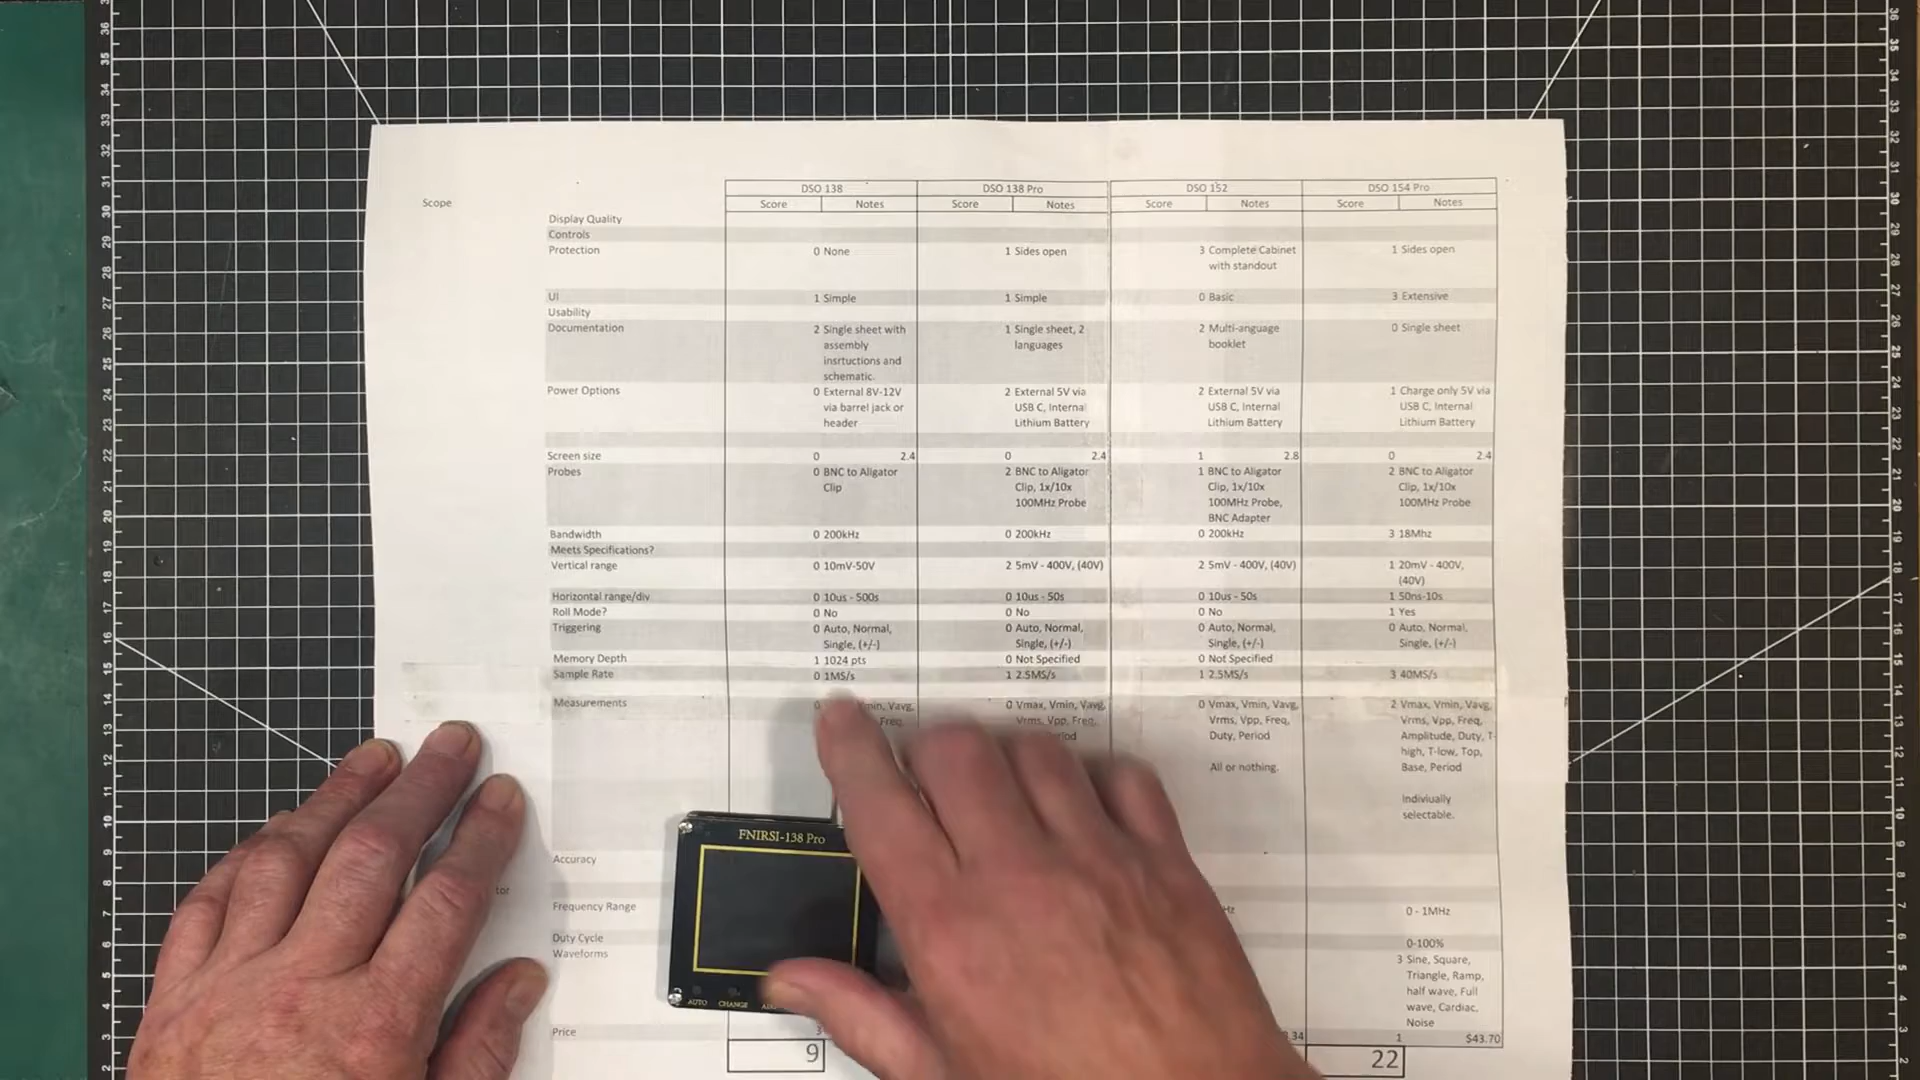 DSO 138 DSO 138 Pro DSO 152 DSO 154 Pro
Scope Score Notes Score Notes Score Notes Score Notes
Display Quality
Controls
Protection 0 None 1 Sides open 3 Complete Cabinet 1 Sides open
with standout
UI 1 Simple 1 Simple 0 Basic 3 Extensive
Usability
Documentation 2 Single sheet with 1 Single sheet, 2 2 Multi-anguage 0 Single sheet
assembly languages booklet
insrtuctions and
schematic.
Power Options 0 External 8V-12V 2 External 5V via 2 External 5V via 1 Charge only 5V via
via barrel jack or USB C, Internal USB C, Internal USB C, Internal
header Lithium Battery Lithium Battery Lithium Battery
Screen size 0 2.4 0 2.4 1 2.8 0 2.4
Probes 0 BNC to Aligator 2 BNC to Aligator 1 BNC to Aligator 2 BNC to Aligator
Clip Clip, 1x/10x Clip, 1x/10x Clip, 1x/10x
100MHz Probe 100MHz Probe, 100MHz Probe
BNC Adapter
Bandwidth 0 200kHz 0 200kHz 0 200kHz 3 18Mhz
Meets Specifications?
Vertical range 0 10mV-50V 2 5mV - 400V, (40V) 2 5mV - 400V, (40V) 1 20mV - 400V,
(40V)
Horizontal range/div 0 10us - 500s 0 10us - 50s 0 10us - 50s 1 50ns-10s
Roll Mode? 0 No 0 No 0 No 1 Yes
Triggering 0 Auto, Normal, 0 Auto, Normal, 0 Auto, Normal, 0 Auto, Normal,
Single, (+/-) Single, (+/-) Single, (+/-) Single, (+/-)
Memory Depth 1 1024 pts 0 Not Specified 0 Not Specified
Sample Rate 0 1MS/s 1 2.5MS/s 1 2.5MS/s 3 40MS/s
Measurements 0 Vmin, Vavg, 0 Vmax, Vmin, Vavg, 0 Vmax, Vmin, Vavg, 2 Vmax, Vmin, Vavg,
Freq, Vrms, Vpp, Freq, Vrms, Vpp, Freq, Vrms, Vpp, Freq,
Duty, Period Amplitude, Duty, T-
high, T-low, Top,
All or nothing. Base, Period
Indiviually
selectable.
FNIRSI-138 Pro
Accuracy
tor
Frequency Range Hz 0 - 1MHz
Duty Cycle 0-100%
Waveforms 3 Sine, Square,
Triangle, Ramp,
half wave, Full
wave, Cardiac,
Noise
AUTO CHANGE
Price 3 .34 1 $43.70
9 22